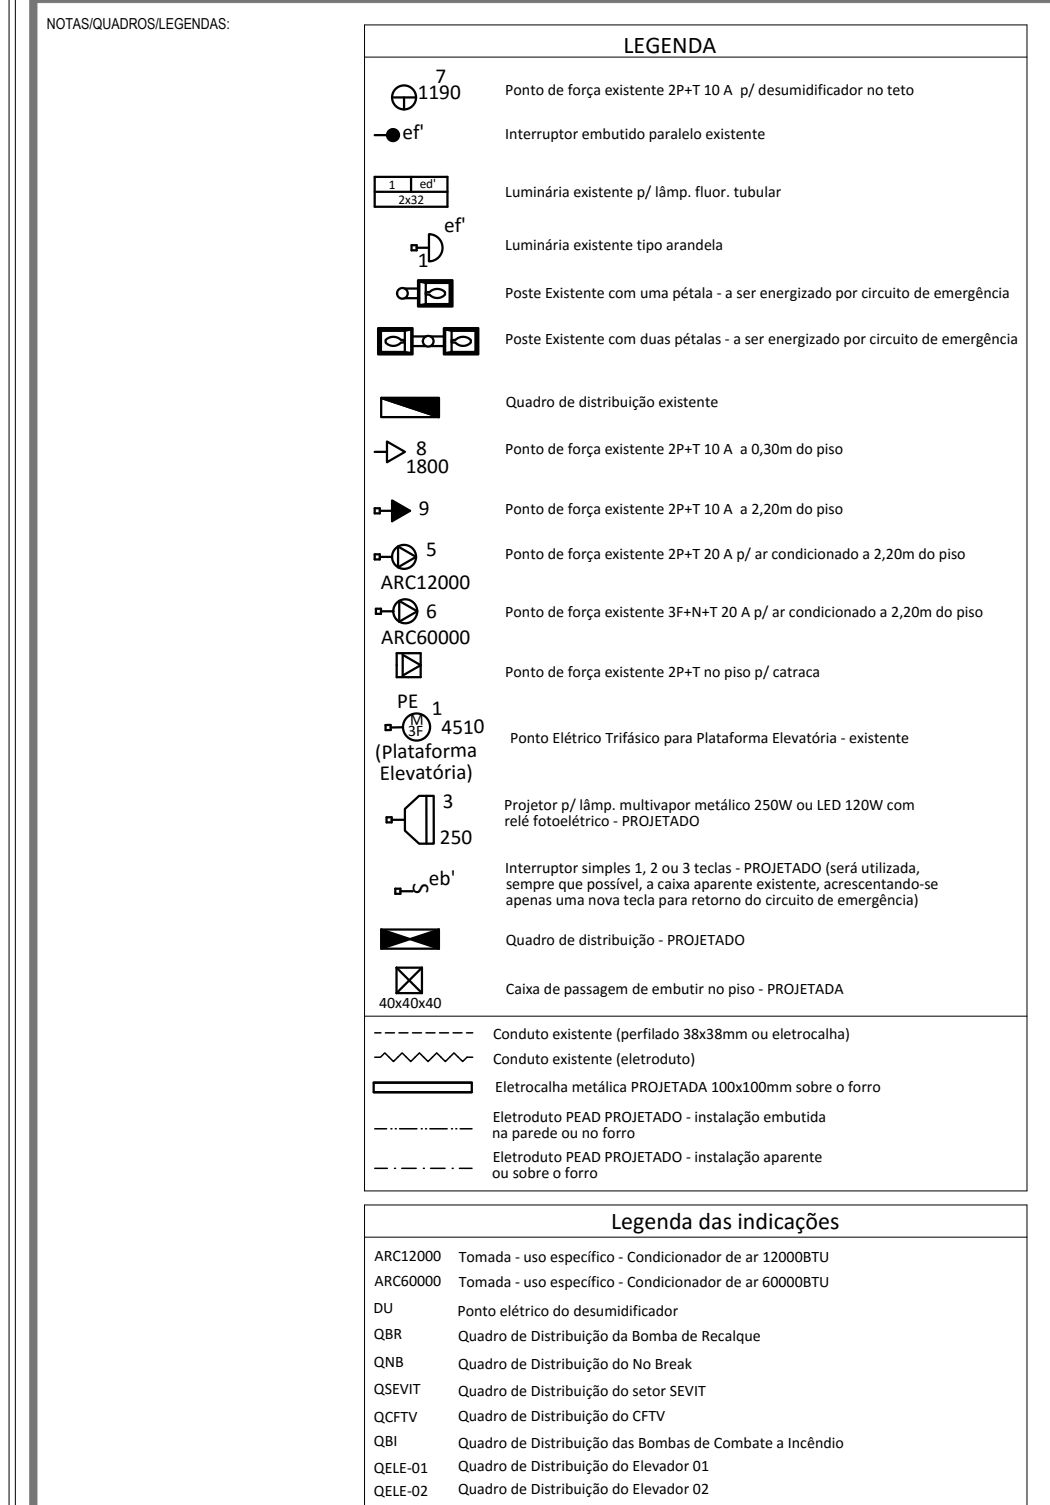 NOTAS/QUADROS/LEGENDAS:
LEGENDA
7
1190
Ponto de força existente 2P+T 10 A p/ desumidificador no teto
ef'
Interruptor embutido paralelo existente
1 ed'
2x32
Luminária existente p/ lâmp. fluor. tubular
ef'
1
Luminária existente tipo arandela
Poste Existente com uma pétala - a ser energizado por circuito de emergência
Poste Existente com duas pétalas - a ser energizado por circuito de emergência
Quadro de distribuição existente
8
1800
Ponto de força existente 2P+T 10 A a 0,30m do piso
9
Ponto de força existente 2P+T 10 A a 2,20m do piso
5
ARC12000
Ponto de força existente 2P+T 20 A p/ ar condicionado a 2,20m do piso
6
ARC60000
Ponto de força existente 3F+N+T 20 A p/ ar condicionado a 2,20m do piso
Ponto de força existente 2P+T no piso p/ catraca
PE
1
M
3F
4510
(Plataforma
Elevatória)
Ponto Elétrico Trifásico para Plataforma Elevatória - existente
3
250
Projetor p/ lâmp. multivapor metálico 250W ou LED 120W com
relé fotoelétrico - PROJETADO
eb'
Interruptor simples 1, 2 ou 3 teclas - PROJETADO (será utilizada,
sempre que possível, a caixa aparente existente, acrescentando-se
apenas uma nova tecla para retorno do circuito de emergência)
Quadro de distribuição - PROJETADO
40x40x40
Caixa de passagem de embutir no piso - PROJETADA
Conduto existente (perfilado 38x38mm ou eletrocalha)
Conduto existente (eletroduto)
Eletrocalha metálica PROJETADA 100x100mm sobre o forro
Eletroduto PEAD PROJETADO - instalação embutida
na parede ou no forro
Eletroduto PEAD PROJETADO - instalação aparente
ou sobre o forro
Legenda das indicações
ARC12000 Tomada - uso específico - Condicionador de ar 12000BTU
ARC60000 Tomada - uso específico - Condicionador de ar 60000BTU
DU Ponto elétrico do desumidificador
QBR Quadro de Distribuição da Bomba de Recalque
QNB Quadro de Distribuição do No Break
QSEVIT Quadro de Distribuição do setor SEVIT
QCFTV Quadro de Distribuição do CFTV
QBI Quadro de Distribuição das Bombas de Combate a Incêndio
QELE-01 Quadro de Distribuição do Elevador 01
QELE-02 Quadro de Distribuição do Elevador 02